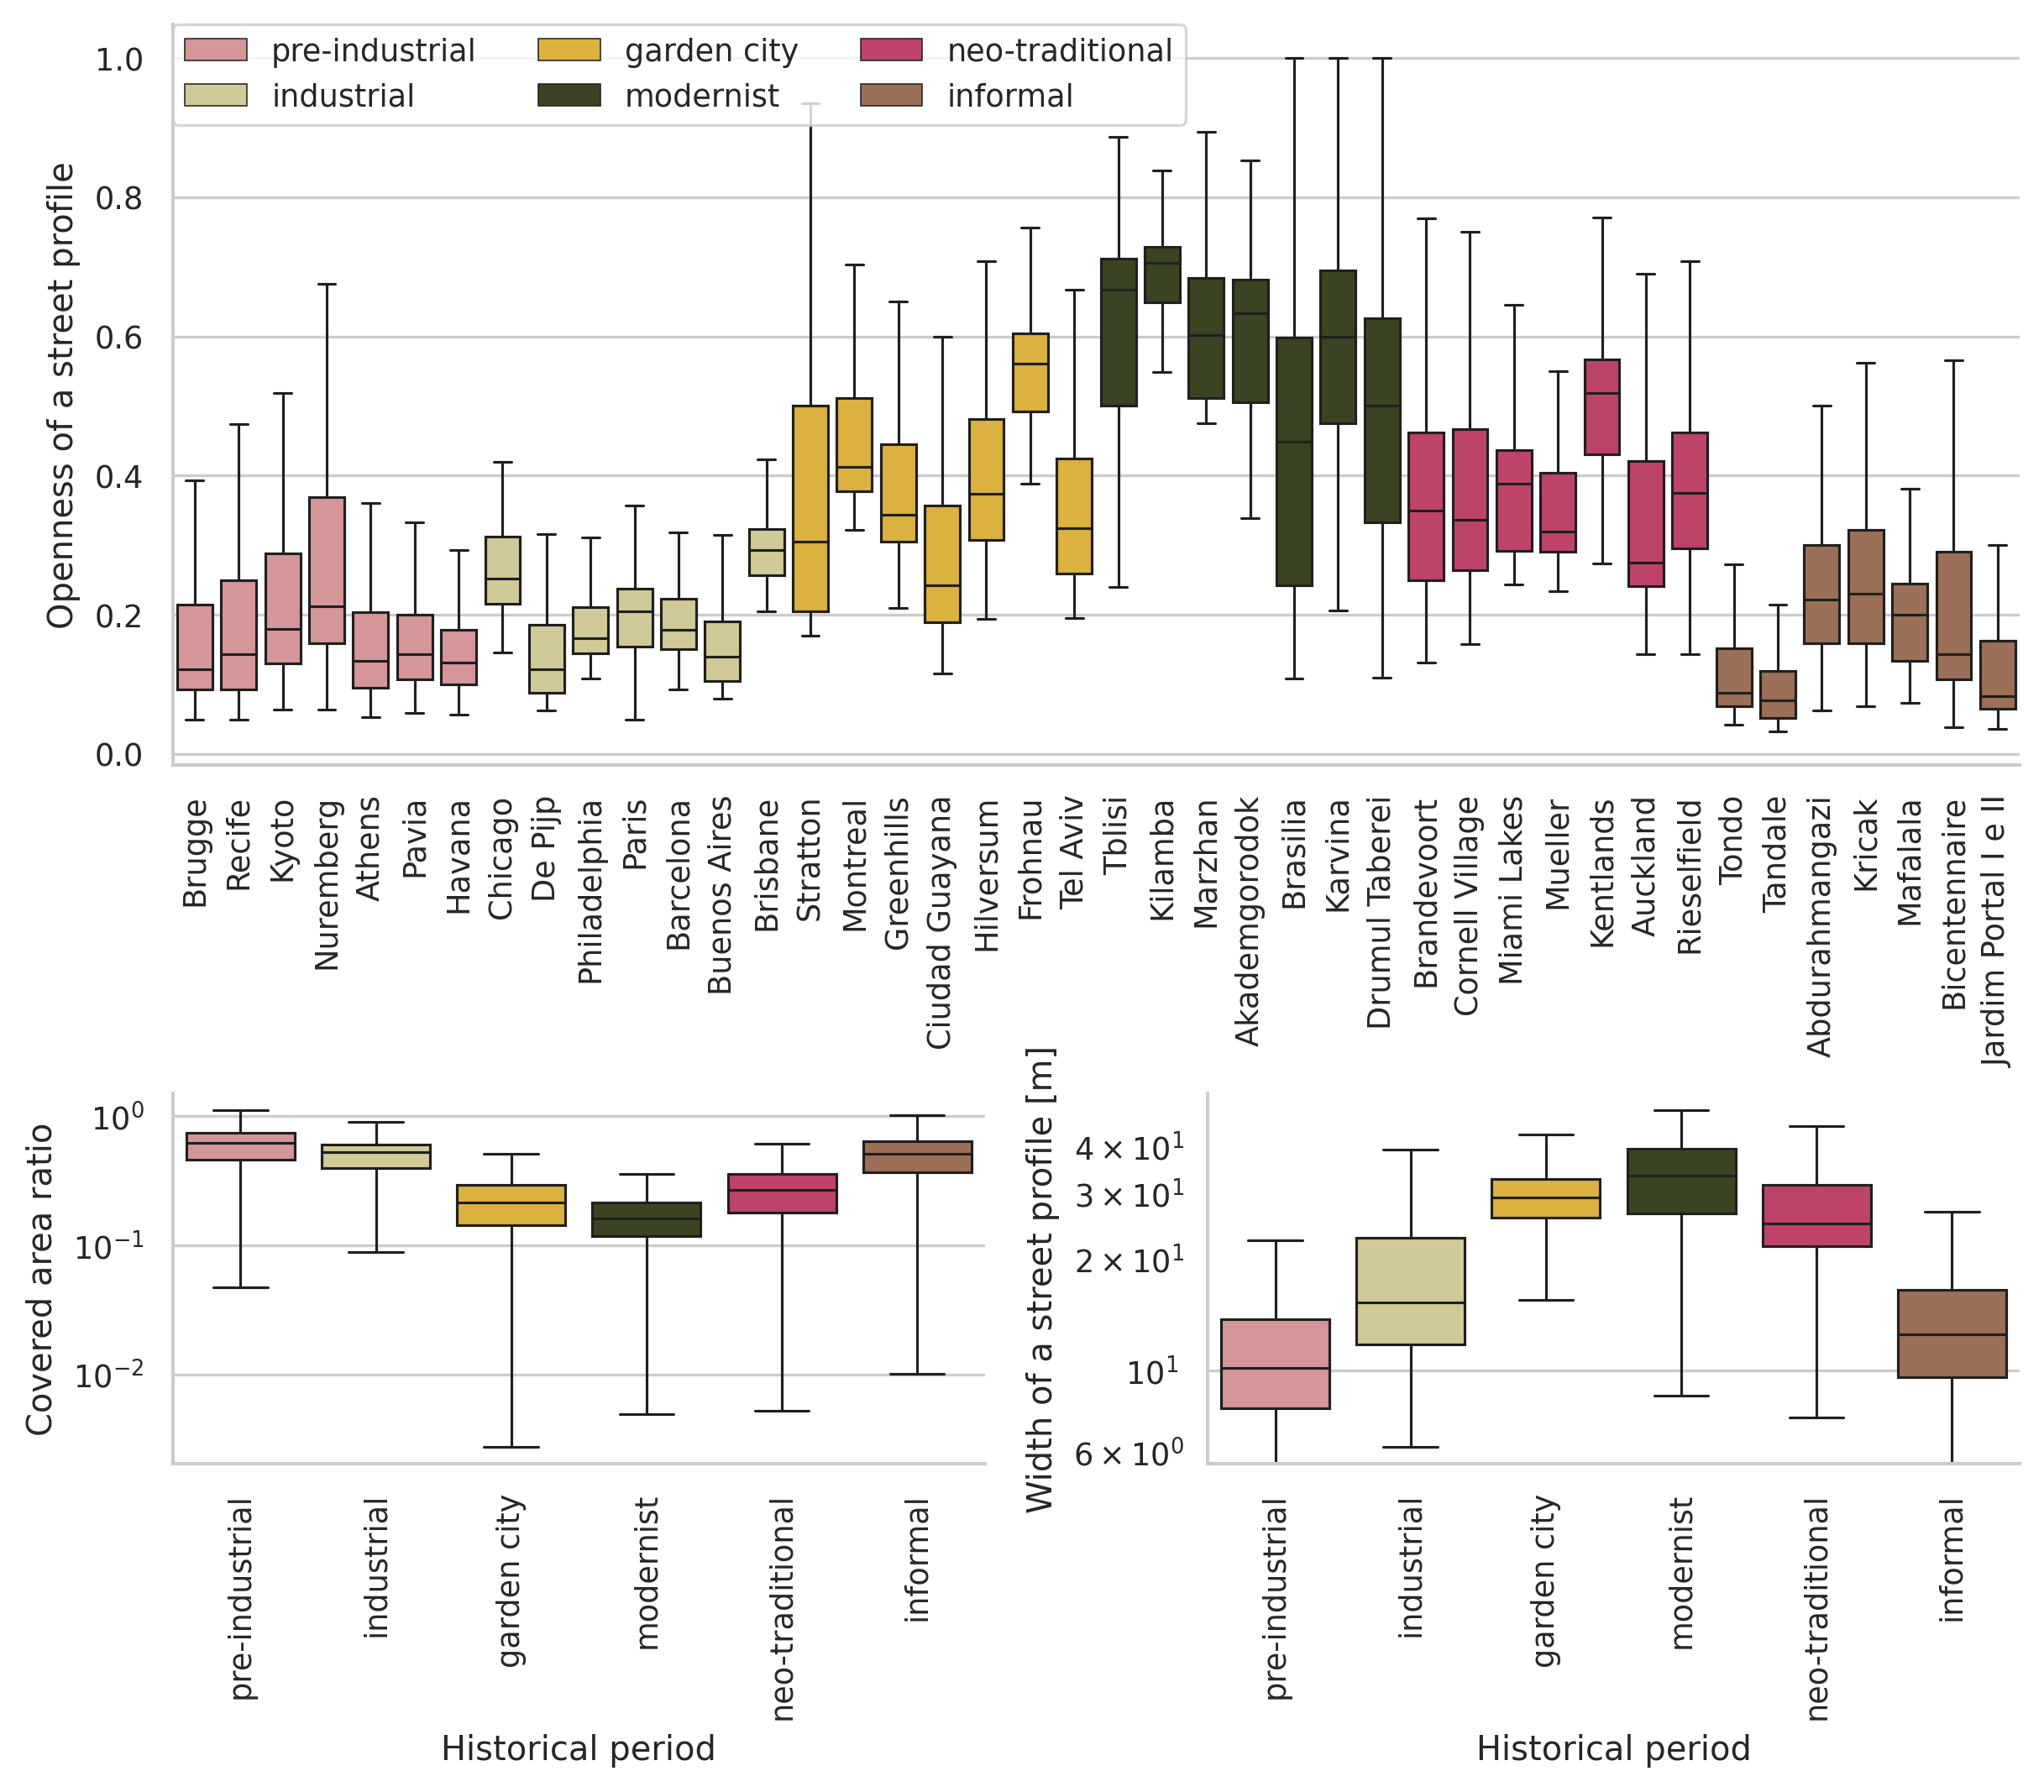 pre-industrial
industrial
garden city
modernist
neo-traditional
informal
Openness of a street profile
1.0
0.8
0.6
0.4
0.2
0.0
Brugge
Recife
Kyoto
Nuremberg
Athens
Pavia
Havana
Chicago
De Pijp
Philadelphia
Paris
Barcelona
Buenos Aires
Brisbane
Stratton
Montreal
Greenhills
Ciudad Guayana
Hilversum
Frohnau
Tel Aviv
Tblisi
Kilamba
Marzhan
Akademgorodok
Brasilia
Karvina
Drumul Taberei
Brandevoort
Cornell Village
Miami Lakes
Mueller
Kentlands
Auckland
Rieselfield
Tondo
Tandale
Abdurahmangazi
Kricak
Mafalala
Bicentennaire
Jardim Portal I e II
Covered area ratio
10⁰
10⁻¹
10⁻²
pre-industrial
industrial
garden city
modernist
neo-traditional
informal
Historical period
Width of a street profile [m]
4 × 10¹
3 × 10¹
2 × 10¹
10¹
6 × 10⁰
pre-industrial
industrial
garden city
modernist
neo-traditional
informal
Historical period